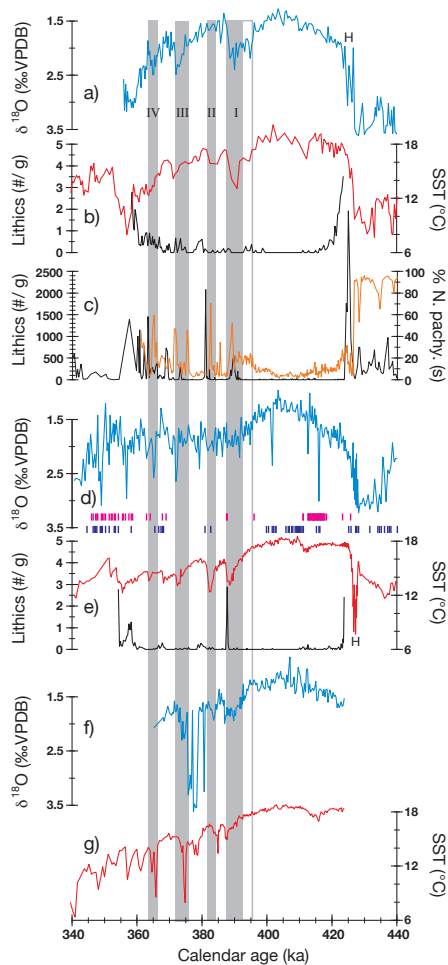 1.5
2.5
3.5
δ ¹⁸O (‰VPDB)
a)
H
IV III II I
5
4
3
2
1
0
Lithics (#/ g)
b)
18
12
6
SST (°C)
2500
2000
1500
1000
500
0
Lithics (#/ g)
c)
100
80
60
40
20
0
% N. pachy. (s)
1.5
2.5
3.5
δ ¹⁸O (‰VPDB)
d)
5
4
3
2
1
0
Lithics (#/ g)
e)
18
12
6
SST (°C)
H
1.5
2.5
3.5
δ ¹⁸O (‰VPDB)
f)
g)
18
12
6
SST (°C)
340 360 380 400 420 440
Calendar age (ka)